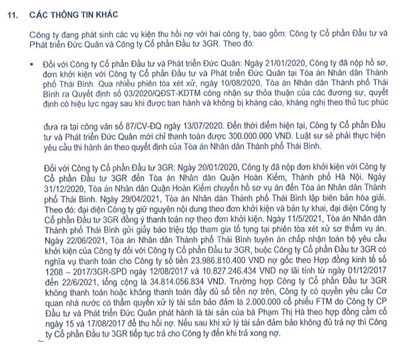 11. CÁC THÔNG TIN KHÁC
Công ty đang phát sinh các vụ kiện thu hồi nợ với hai công ty, bao gồm: Công ty Cổ phần Đầu tư và
Phát triển Đức Quân và Công ty Cổ phần Đầu tư 3GR. Theo đó:
▪ Đối với Công ty Cổ phần Đầu tư và Phát triển Đức Quân: Ngày 21/01/2020, Công ty đã nộp hồ sơ,
đơn khởi kiện với Công ty Cổ phần Đầu tư và Phát triển Đức Quân tại Tòa án Nhân dân Thành phố
Thái Bình. Qua nhiều phiên tòa xét xử, ngày 10/08/2020, Tòa án Nhân dân Thành phố Thái
Bình ra Quyết định số 03/2020/QĐST-KDTM công nhận sự thỏa thuận của các đương sự, quyết
định có hiệu lực ngay sau khi được ban hành và không bị kháng cáo, kháng nghị theo thủ tục phúc
đưa ra tại công văn số 87/CV-ĐQ ngày 13/07/2020. Đến thời điểm hiện tại, Công ty Cổ phần Đầu
tư và Phát triển Đức Quân mới chỉ thanh toán được 300.000.000 VND. Luật sư sẽ phải thực hiện
yêu cầu thi hành án theo quyết định của Tòa án Nhân dân Thành phố Thái Bình.
Đối với Công ty Cổ phần Đầu tư 3GR: Ngày 20/01/2020, Công ty đã nộp đơn khởi kiện với Công ty
Cổ phần Đầu tư 3GR đến Tòa án Nhân dân Quận Hoàn Kiếm, Thành phố Hà Nội. Ngày
31/12/2020, Tòa án Nhân dân Quận Hoàn Kiếm chuyển hồ sơ vụ án đến Tòa án Nhân dân Thành
phố Thái Bình. Ngày 29/04/2021, Tòa án Nhân dân Thành phố Thái Bình lập biên bản hòa giải.
Theo đó: đại diện Công ty giữ nguyên nội dung theo đơn khởi kiện và bản tự khai, đại diện Công ty
Cổ phần Đầu tư 3GR đồng ý thanh toán nợ theo đơn khởi kiện. Ngày 11/5/2021, Tòa án Nhân dân
Thành phố Thái Bình gửi giấy báo triệu tập tham gia tố tụng tại phiên tòa xét xử sơ thẩm vụ án.
Ngày 22/06/2021, Tòa án Nhân dân Thành phố Thái Bình tuyên án chấp nhận toàn bộ yêu cầu
khởi kiện của Công ty đối với Công ty Cổ phần Đầu tư 3GR, buộc Công ty Cổ phần Đầu tư 3GR có
nghĩa vụ thanh toán cho Công ty số tiền 23.986.810.400 VND nợ gốc theo Hợp đồng kinh tế số
1208 – 2017/3GR-SPD ngày 12/08/2017 và 10.827.246.434 VND nợ lãi tính từ ngày 01/12/2017
đến 22/6/2021, tổng cộng là 34.814.056.834 VND. Trường hợp Công ty Cổ phần Đầu tư 3GR
không thanh toán hoặc không thanh toán đầy đủ số tiền nợ trên, Công ty có quyền yêu cầu Cơ
quan nhà nước có thẩm quyền xử lý tài sản bảo đảm là 2.000.000 cổ phiếu FTM do Công ty CP
Đầu tư và Phát triển Đức Quân phát hành là tài sản của bà Phạm Thị Hà theo hợp đồng cầm cố
ngày 15 và 17/08/2017 để thu hồi nợ. Nếu sau khi xử lý tài sản đảm bảo không đủ trả nợ thì Công
ty Cổ phần Đầu tư 3GR tiếp tục trả cho Công ty đến khi trả xong nợ.